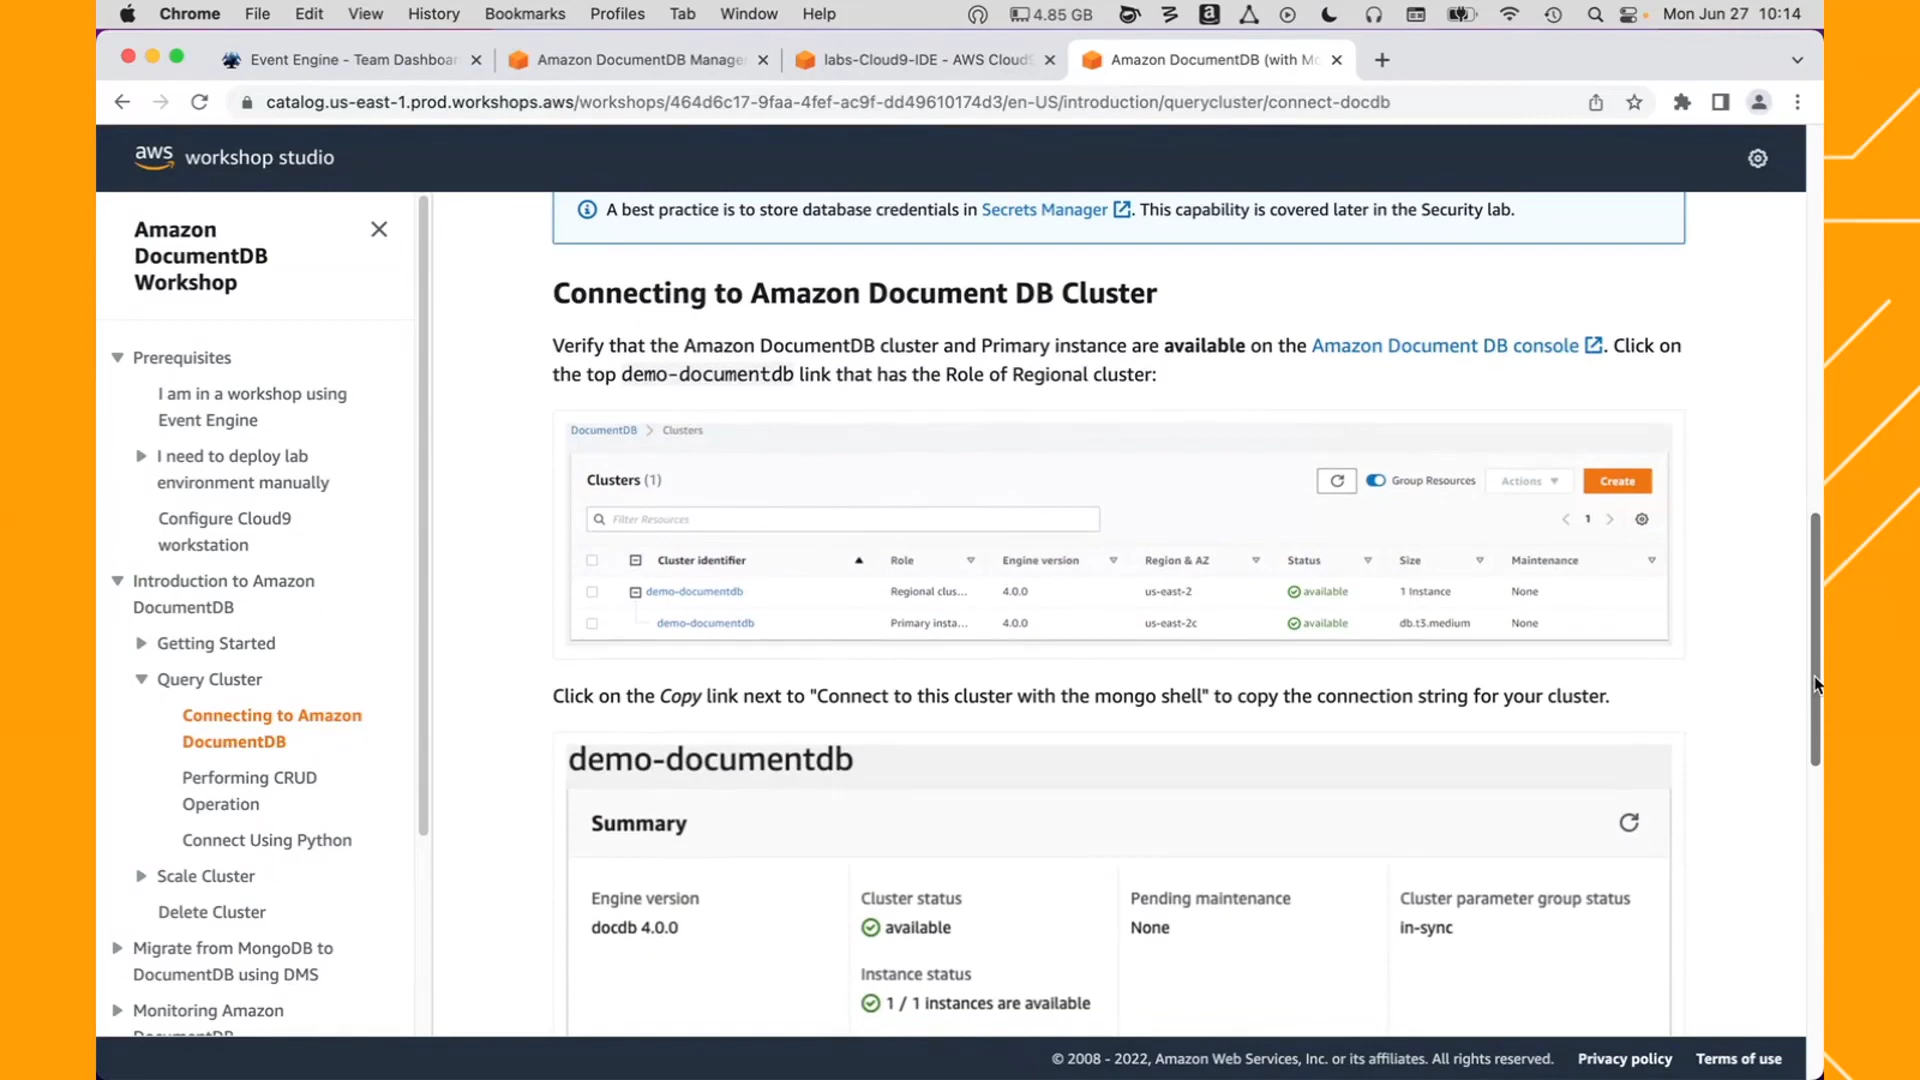 Chrome File Edit View History Bookmarks Profiles Tab Window Help 4.85 GB Mon Jun 27 10:14
Event Engine - Team Dashboar
Amazon DocumentDB Manage
labs-Cloud9-IDE - AWS Cloud9
Amazon DocumentDB (with Mo
catalog.us-east-1.prod.workshops.aws/workshops/464d6c17-9faa-4fef-ac9f-dd49610174d3/en-US/introduction/querycluster/connect-docdb
aws workshop studio
Amazon
DocumentDB
Workshop
Prerequisites
I am in a workshop using
Event Engine
I need to deploy lab
environment manually
Configure Cloud9
workstation
Introduction to Amazon
DocumentDB
Getting Started
Query Cluster
Connecting to Amazon
DocumentDB
Performing CRUD
Operation
Connect Using Python
Scale Cluster
Delete Cluster
Migrate from MongoDB to
DocumentDB using DMS
Monitoring Amazon
DocumentDB
A best practice is to store database credentials in Secrets Manager. This capability is covered later in the Security lab.
Connecting to Amazon Document DB Cluster
Verify that the Amazon DocumentDB cluster and Primary instance are available on the Amazon Document DB console. Click on
the top demo-documentdb link that has the Role of Regional cluster:
DocumentDB > Clusters
Clusters (1) Group Resources Actions Create
Filter Resources 1
Cluster identifier Role Engine version Region & AZ Status Size Maintenance
demo-documentdb Regional clus... 4.0.0 us-east-2 available 1 Instance None
demo-documentdb Primary insta... 4.0.0 us-east-2c available db.t3.medium None
Click on the Copy link next to "Connect to this cluster with the mongo shell" to copy the connection string for your cluster.
demo-documentdb
Summary
Engine version Cluster status Pending maintenance Cluster parameter group status
docdb 4.0.0 available None in-sync
Instance status
1 / 1 instances are available
© 2008 - 2022, Amazon Web Services, Inc. or its affiliates. All rights reserved. Privacy policy Terms of use